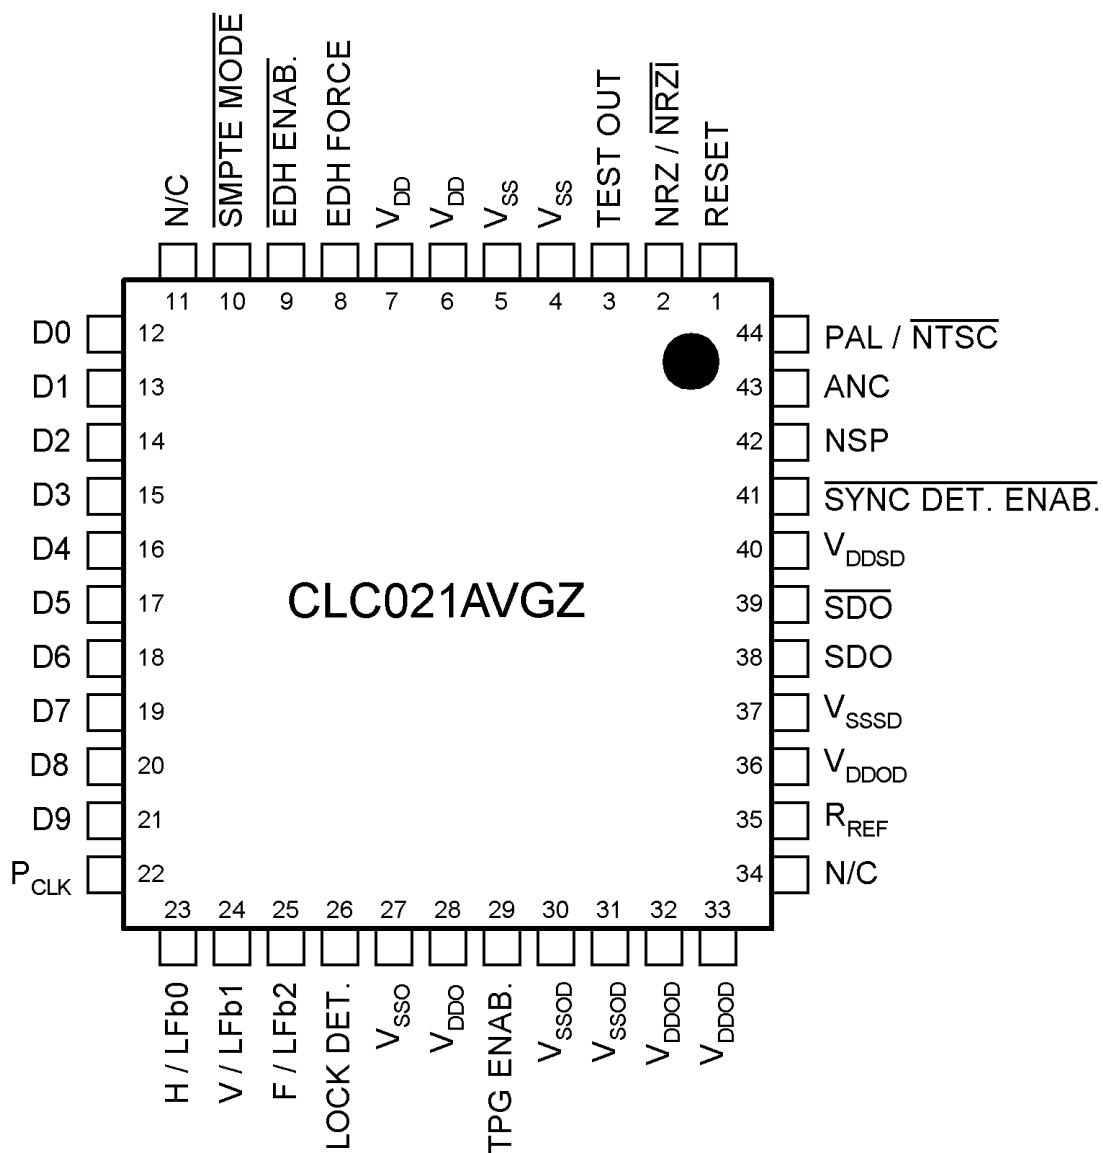 N/C
SMPTE MODE
EDH ENAB.
EDH FORCE
VDD
VDD
VSS
VSS
TEST OUT
NRZ / NRZI
RESET
11 10 9 8 7 6 5 4 3 2 1
D0 12
D1 13
D2 14
D3 15
D4 16
D5 17
D6 18
D7 19
D8 20
D9 21
PCLK 22
CLC021AVGZ
44 PAL / NTSC
43 ANC
42 NSP
41 SYNC DET. ENAB.
40 VDDSD
39 SDO
38 SDO
37 VSSSD
36 VDDOD
35 RREF
34 N/C
23 24 25 26 27 28 29 30 31 32 33
H / LFb0
V / LFb1
F / LFb2
LOCK DET.
VSSO
VDDO
TPG ENAB.
VSSOD
VSSOD
VDDOD
VDDOD